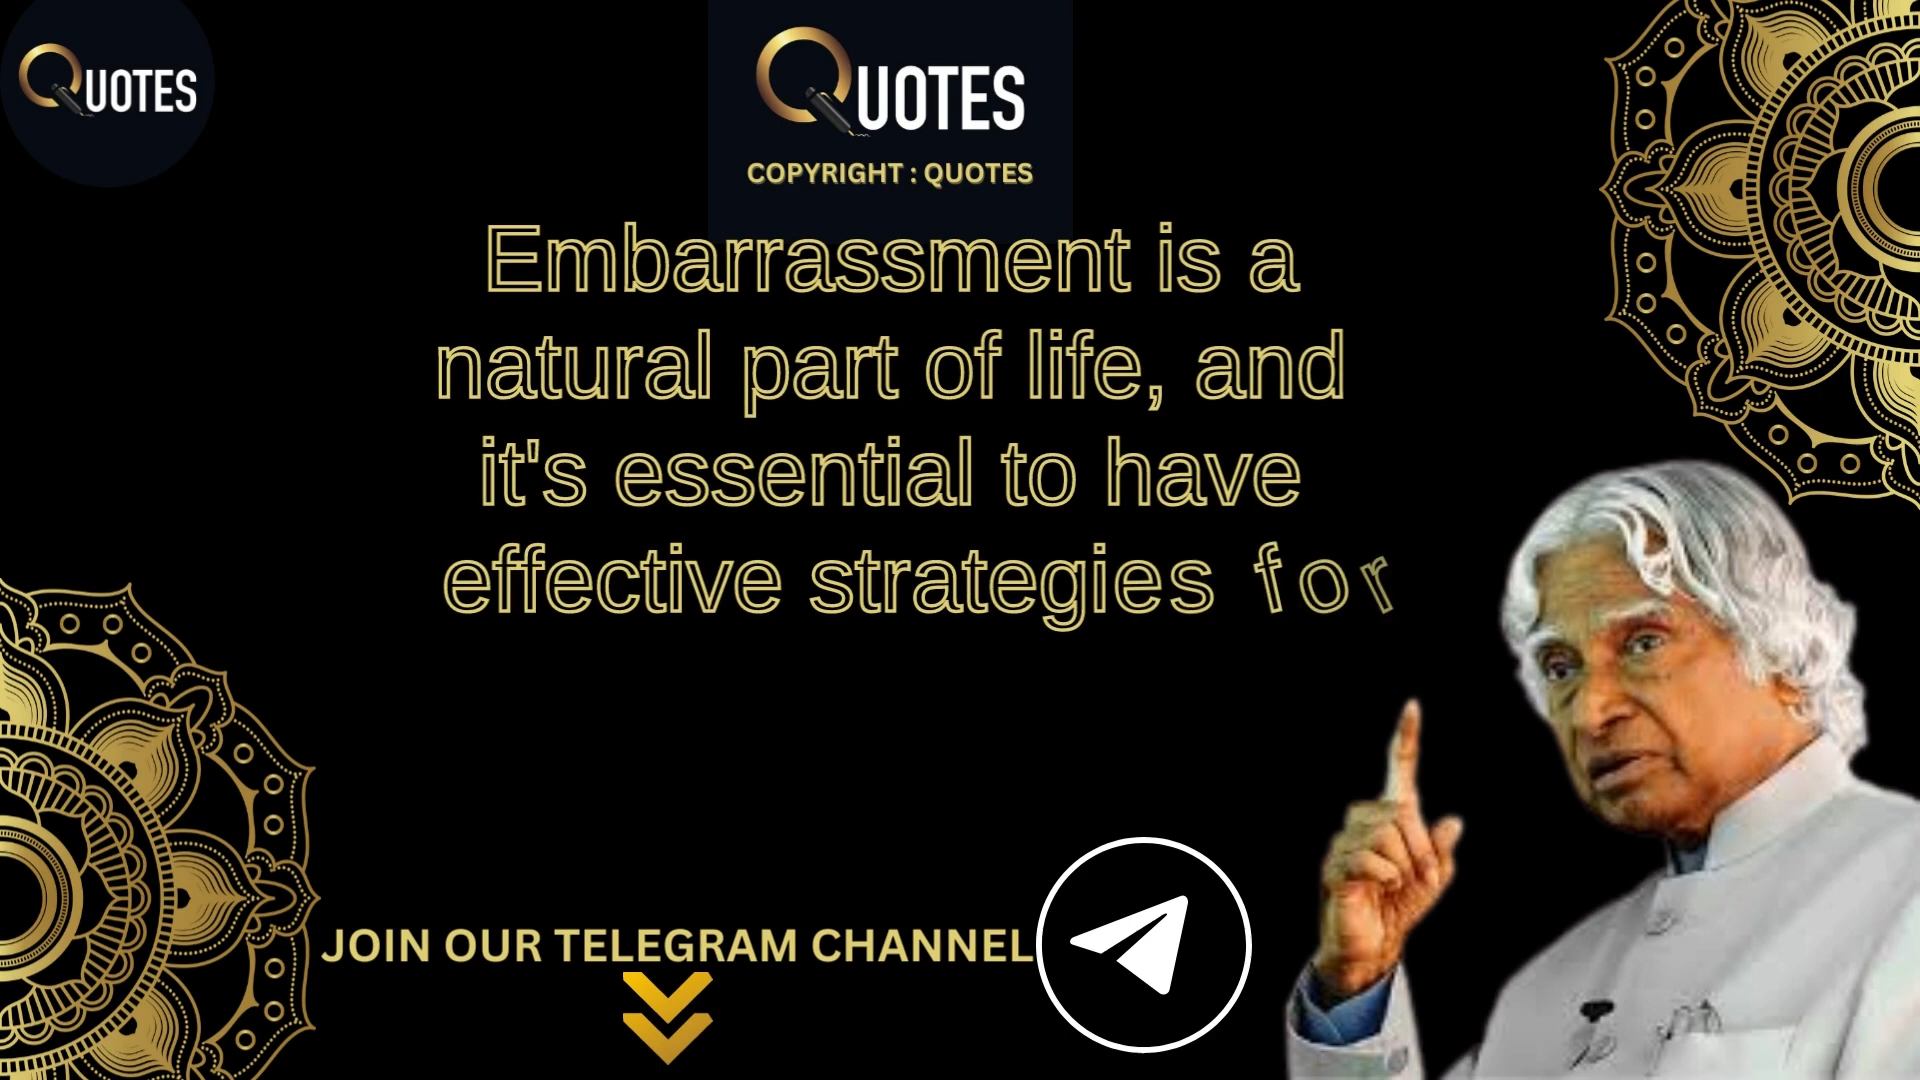 QUOTES
QUOTES
COPYRIGHT : QUOTES
Embarrassment is a
natural part of life, and
it's essential to have
effective strategies for
JOIN OUR TELEGRAM CHANNEL